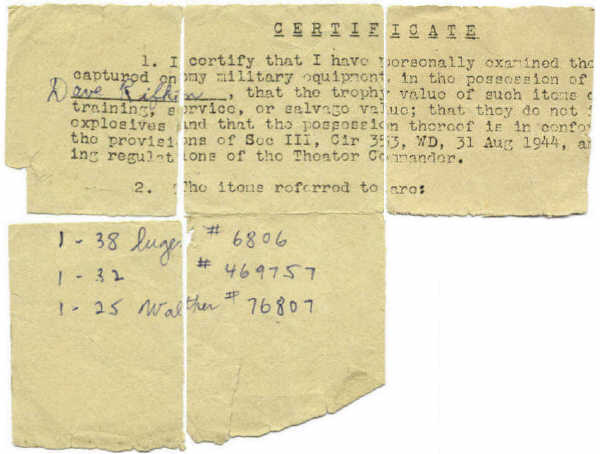 CERTIFICATE
1. I certify that I have personally examined the
captured enemy military equipment in the possession of
Dave Rifkin, that the trophy value of such items
training, service, or salvage value; that they do not
explosives and that the possession thereof is in confor
the provisions of Sec III, Cir 353, WD, 31 Aug 1944, an
ing regulations of the Theater Commander.
2. The items referred to are:
1 - 38 Luger # 6806
1 - 32 # 469757
1 - 25 Walther # 76807